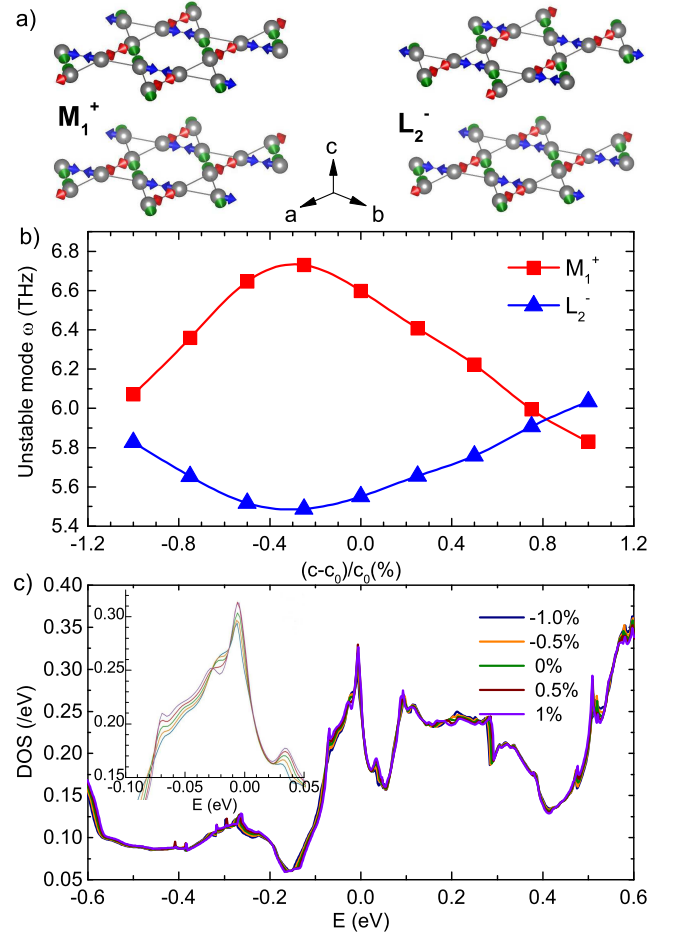 a)
M₁⁺
L₂⁻
c
a
b
b)
6.8
6.6
6.4
6.2
6.0
5.8
5.6
5.4
Unstable mode ω (THz)
M₁⁺
L₂⁻
-1.2 -0.8 -0.4 0.0 0.4 0.8 1.2
(c-c₀)/c₀(%)
c)
0.40
0.35
0.30
0.25
0.20
0.15
0.10
0.05
DOS (/eV)
0.30
0.25
0.20
0.15
-0.10 -0.05 0.00 0.05
E (eV)
-1.0%
-0.5%
0%
0.5%
1%
-0.6 -0.4 -0.2 0.0 0.2 0.4 0.6
E (eV)